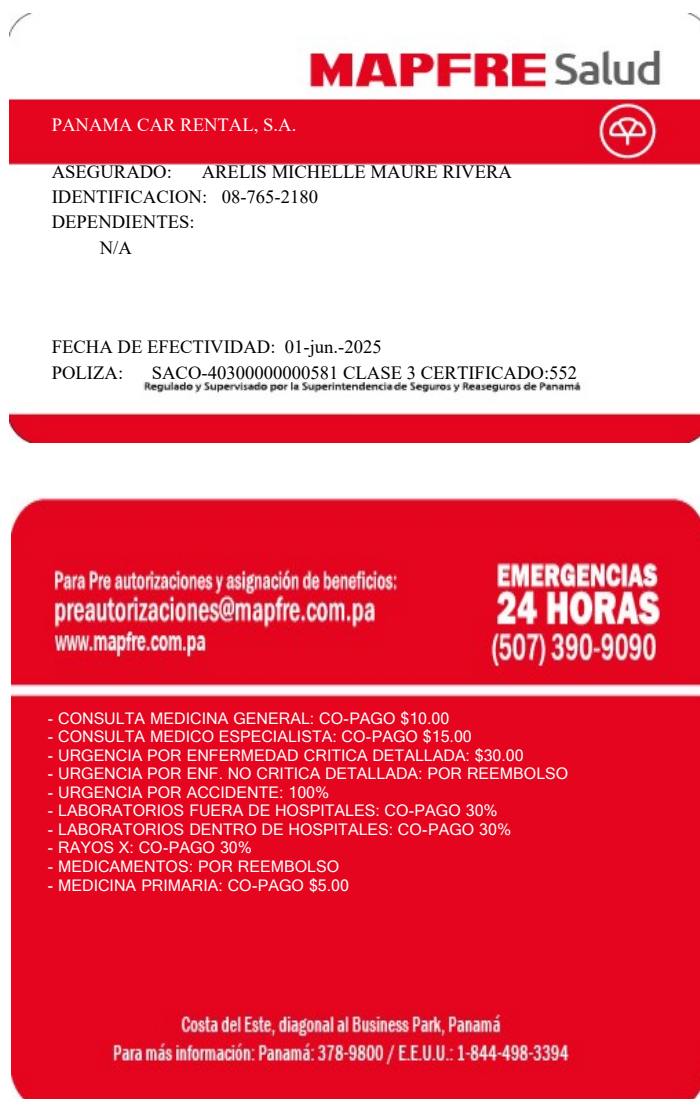 MAPFRE Salud
PANAMA CAR RENTAL, S.A.
ASEGURADO: ARELIS MICHELLE MAURE RIVERA
IDENTIFICACION: 08-765-2180
DEPENDIENTES:
N/A
FECHA DE EFECTIVIDAD: 01-jun.-2025
POLIZA: SACO-40300000000581 CLASE 3 CERTIFICADO:552
Regulado y Supervisado por la Superintendencia de Seguros y Reaseguros de Panamá
Para Pre autorizaciones y asignación de beneficios:
preautorizaciones@mapfre.com.pa
www.mapfre.com.pa
EMERGENCIAS
24 HORAS
(507) 390-9090
- CONSULTA MEDICINA GENERAL: CO-PAGO $10.00
- CONSULTA MEDICO ESPECIALISTA: CO-PAGO $15.00
- URGENCIA POR ENFERMEDAD CRITICA DETALLADA: $30.00
- URGENCIA POR ENF. NO CRITICA DETALLADA: POR REEMBOLSO
- URGENCIA POR ACCIDENTE: 100%
- LABORATORIOS FUERA DE HOSPITALES: CO-PAGO 30%
- LABORATORIOS DENTRO DE HOSPITALES: CO-PAGO 30%
- RAYOS X: CO-PAGO 30%
- MEDICAMENTOS: POR REEMBOLSO
- MEDICINA PRIMARIA: CO-PAGO $5.00
Costa del Este, diagonal al Business Park, Panamá
Para más información: Panamá: 378-9800 / E.E.U.U.: 1-844-498-3394